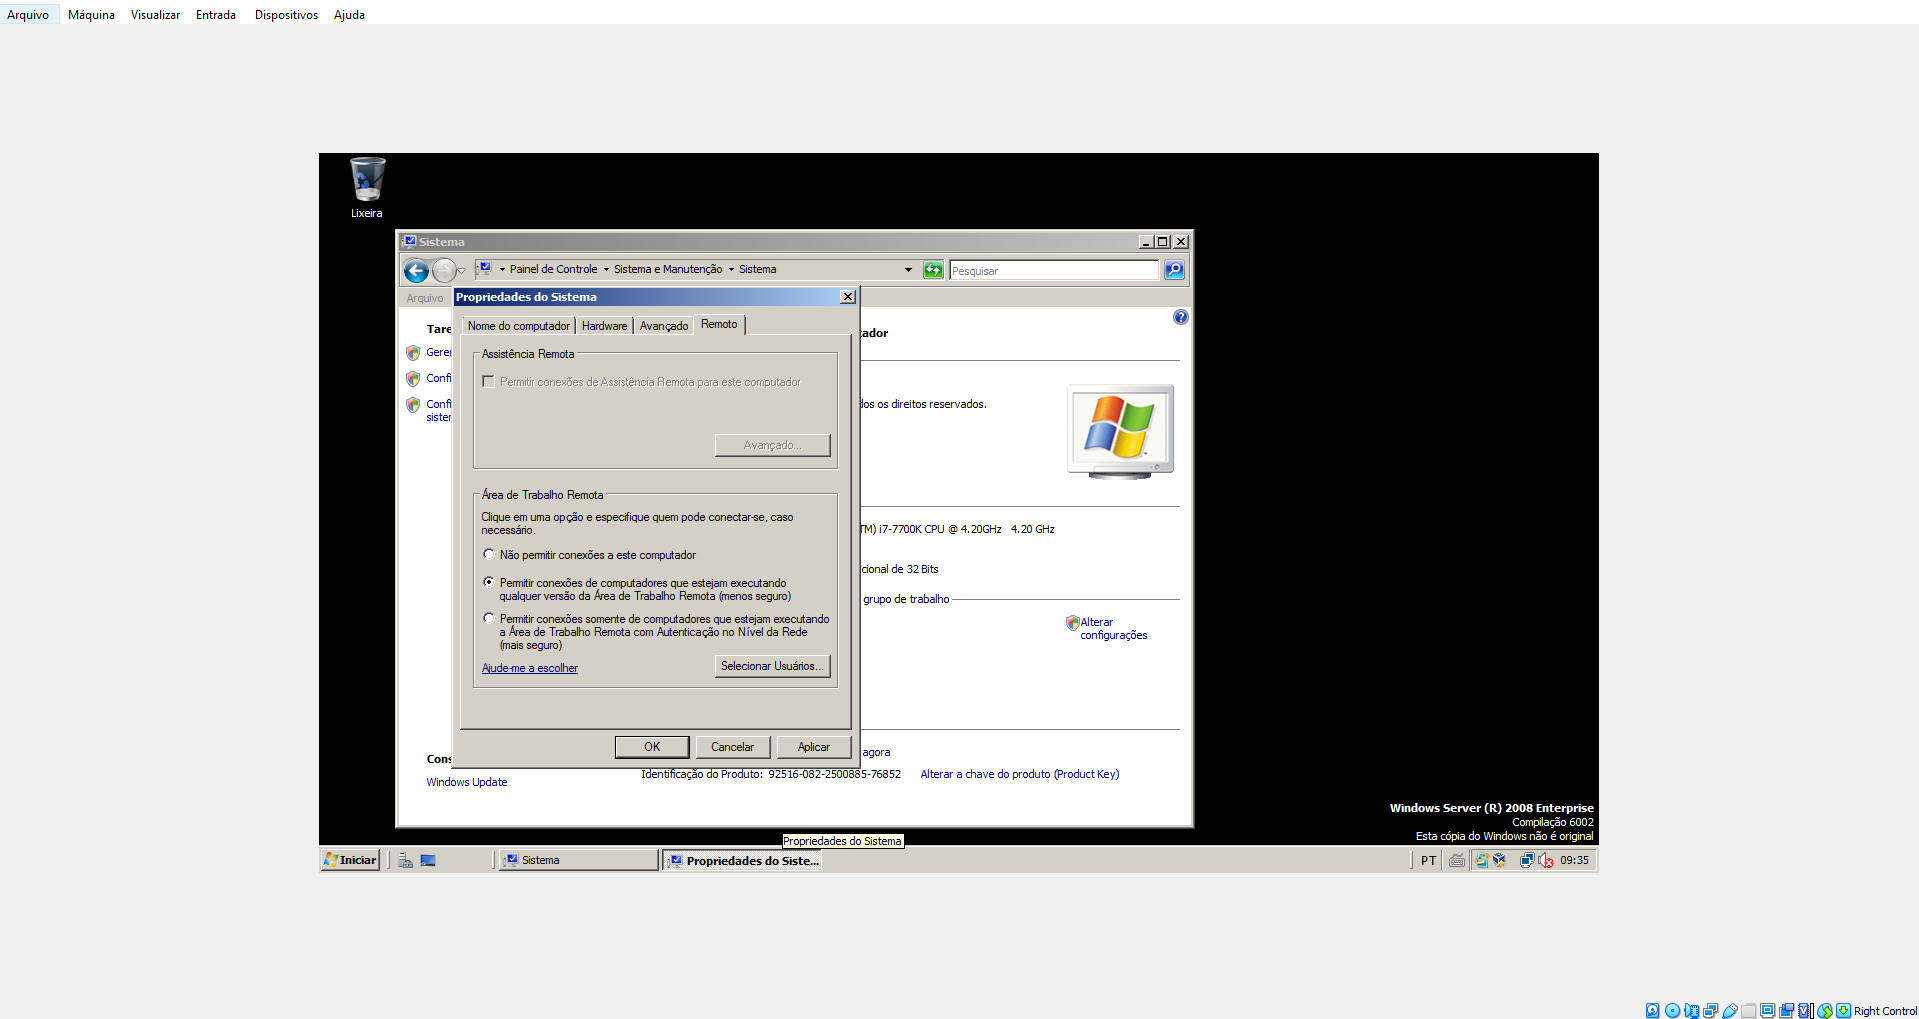 Arquivo Máquina Visualizar Entrada Dispositivos Ajuda
Lixeira
Sistema
Painel de Controle Sistema e Manutenção Sistema
Pesquisar
Arquivo
Propriedades do Sistema
Nome do computador Hardware Avançado Remoto
Assistência Remota
Permitir conexões de Assistência Remota para este computador
Avançado...
Área de Trabalho Remota
Clique em uma opção e especifique quem pode conectar-se, caso
necessário.
Não permitir conexões a este computador
Permitir conexões de computadores que estejam executando
qualquer versão da Área de Trabalho Remota (menos seguro)
Permitir conexões somente de computadores que estejam executando
a Área de Trabalho Remota com Autenticação no Nível da Rede
(mais seguro)
Ajude-me a escolher
Selecionar Usuários...
OK Cancelar Aplicar
Tare
Geren
Confi
Confi
sister
ador
dos os direitos reservados.
TM) i7-7700K CPU @ 4.20GHz 4.20 GHz
cional de 32 Bits
grupo de trabalho
Alterar
configurações
agora
Cons
Windows Update
Identificação do Produto: 92516-082-2500885-76852 Alterar a chave do produto (Product Key)
Windows Server (R) 2008 Enterprise
Compilação 6002
Esta cópia do Windows não é original
Propriedades do Sistema
Iniciar
Sistema
Propriedades do Siste...
PT
09:35
Right Control